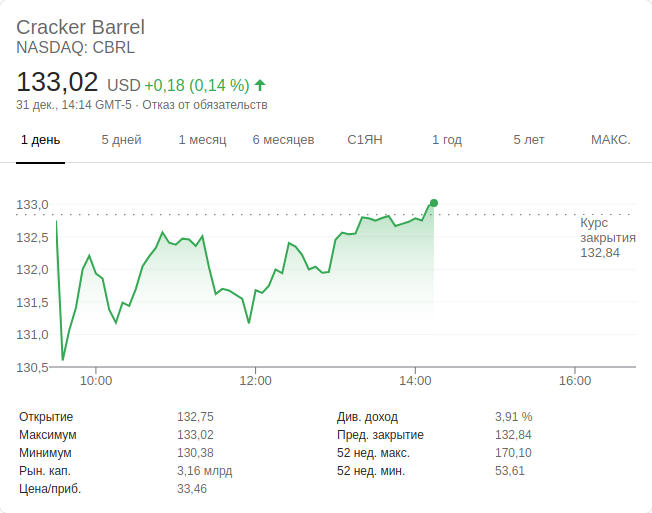 Cracker Barrel
NASDAQ: CBRL
133,02 USD +0,18 (0,14 %) ↑
31 дек., 14:14 GMT-5 · Отказ от обязательств
1 день 5 дней 1 месяц 6 месяцев С1ЯН 1 год 5 лет МАКС.
133,0
132,5
132,0
131,5
131,0
130,5
Курс
закрытия
132,84
10:00 12:00 14:00 16:00
Открытие 132,75
Максимум 133,02
Минимум 130,38
Рын. кап. 3,16 млрд
Цена/приб. 33,46
Див. доход 3,91 %
Пред. закрытие 132,84
52 нед. макс. 170,10
52 нед. мин. 53,61